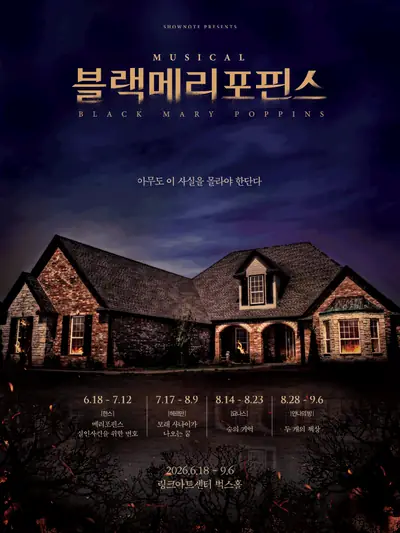 SHOWNOTE PRESENTS
MUSICAL
블랙메리포핀스
BLACK MARY POPPINS
아무도 이 사실을 몰라야 한단다
6.18 - 7.12
[한스]
메리포핀스
살인사건을 위한 변호
7.17 - 8.9
[헤르만]
모래 사나이가
나오는 꿈
8.14 - 8.23
[요나스]
숲의 기억
8.28 - 9.6
[안나의 방]
두 개의 책상
2026.6.18 - 9.6
링크아트센터 벅스홀